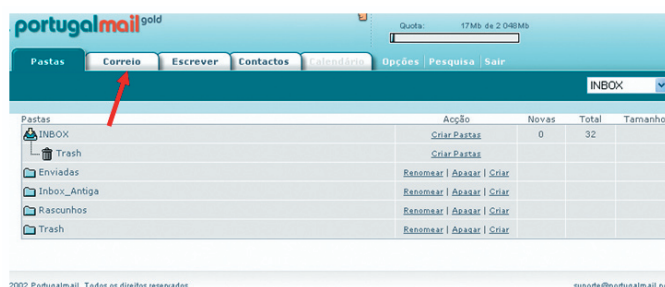 portugalmail gold
Quota: 17Mb de 2 048Mb
Pastas Correio Escrever Contactos Calendário Opções Pesquisa Sair
INBOX
Pastas Acção Novas Total Tamanho
INBOX Criar Pastas 0 32
Trash Criar Pastas
Enviadas Renomear | Apagar | Criar
Inbox_Antiga Renomear | Apagar | Criar
Rascunhos Renomear | Apagar | Criar
Trash Renomear | Apagar | Criar
2002 Portugalmail. Todos os direitos reservados